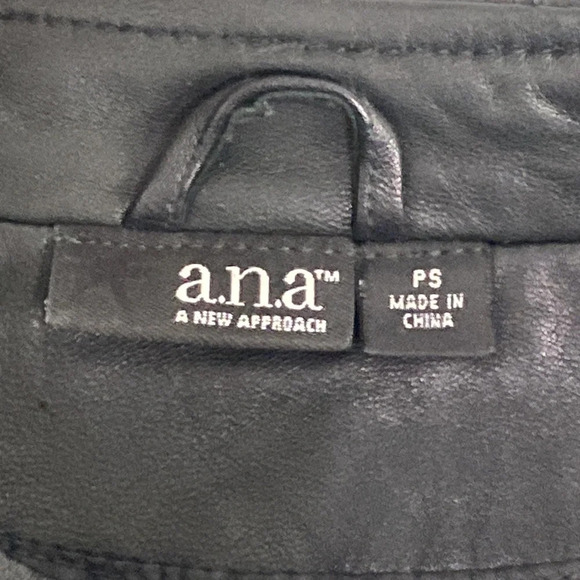 a.n.a™
A NEW APPROACH
PS
MADE IN
CHINA